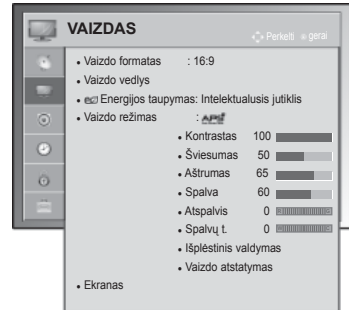 VAIZDAS
Perkelti gerai
• Vaizdo formatas : 16:9
• Vaizdo vedlys
• Energijos taupymas: Intelektualusis jutiklis
• Vaizdo režimas : APS
• Kontrastas 100
• Šviesumas 50
• Aštrumas 65
• Spalva 60
• Atspalvis 0
• Spalvų t. 0
• Išplėstinis valdymas
• Vaizdo atstatymas
• Ekranas